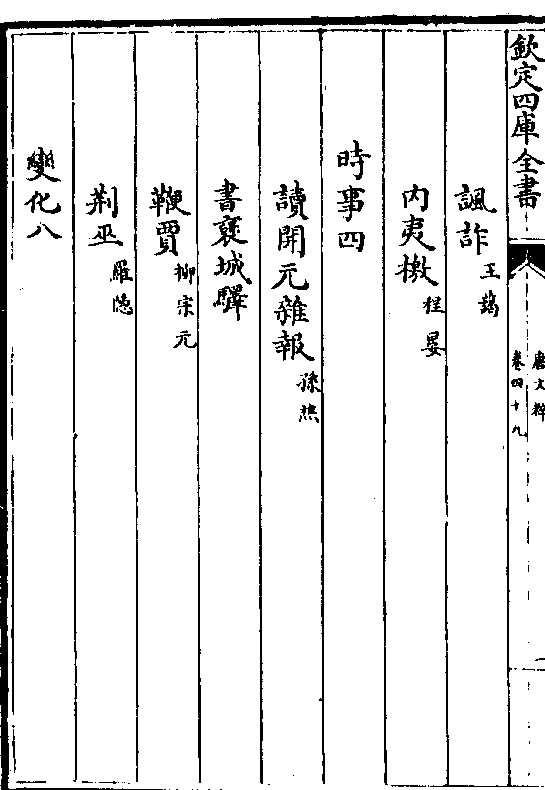 欽定四庫全書
唐文粹
卷四十九
諷詐王藹
内夷檄程晏
時事四
讀開元雜報孫樵
書褒城驛
鞭賈柳宗元
荆巫羅隱
變化八